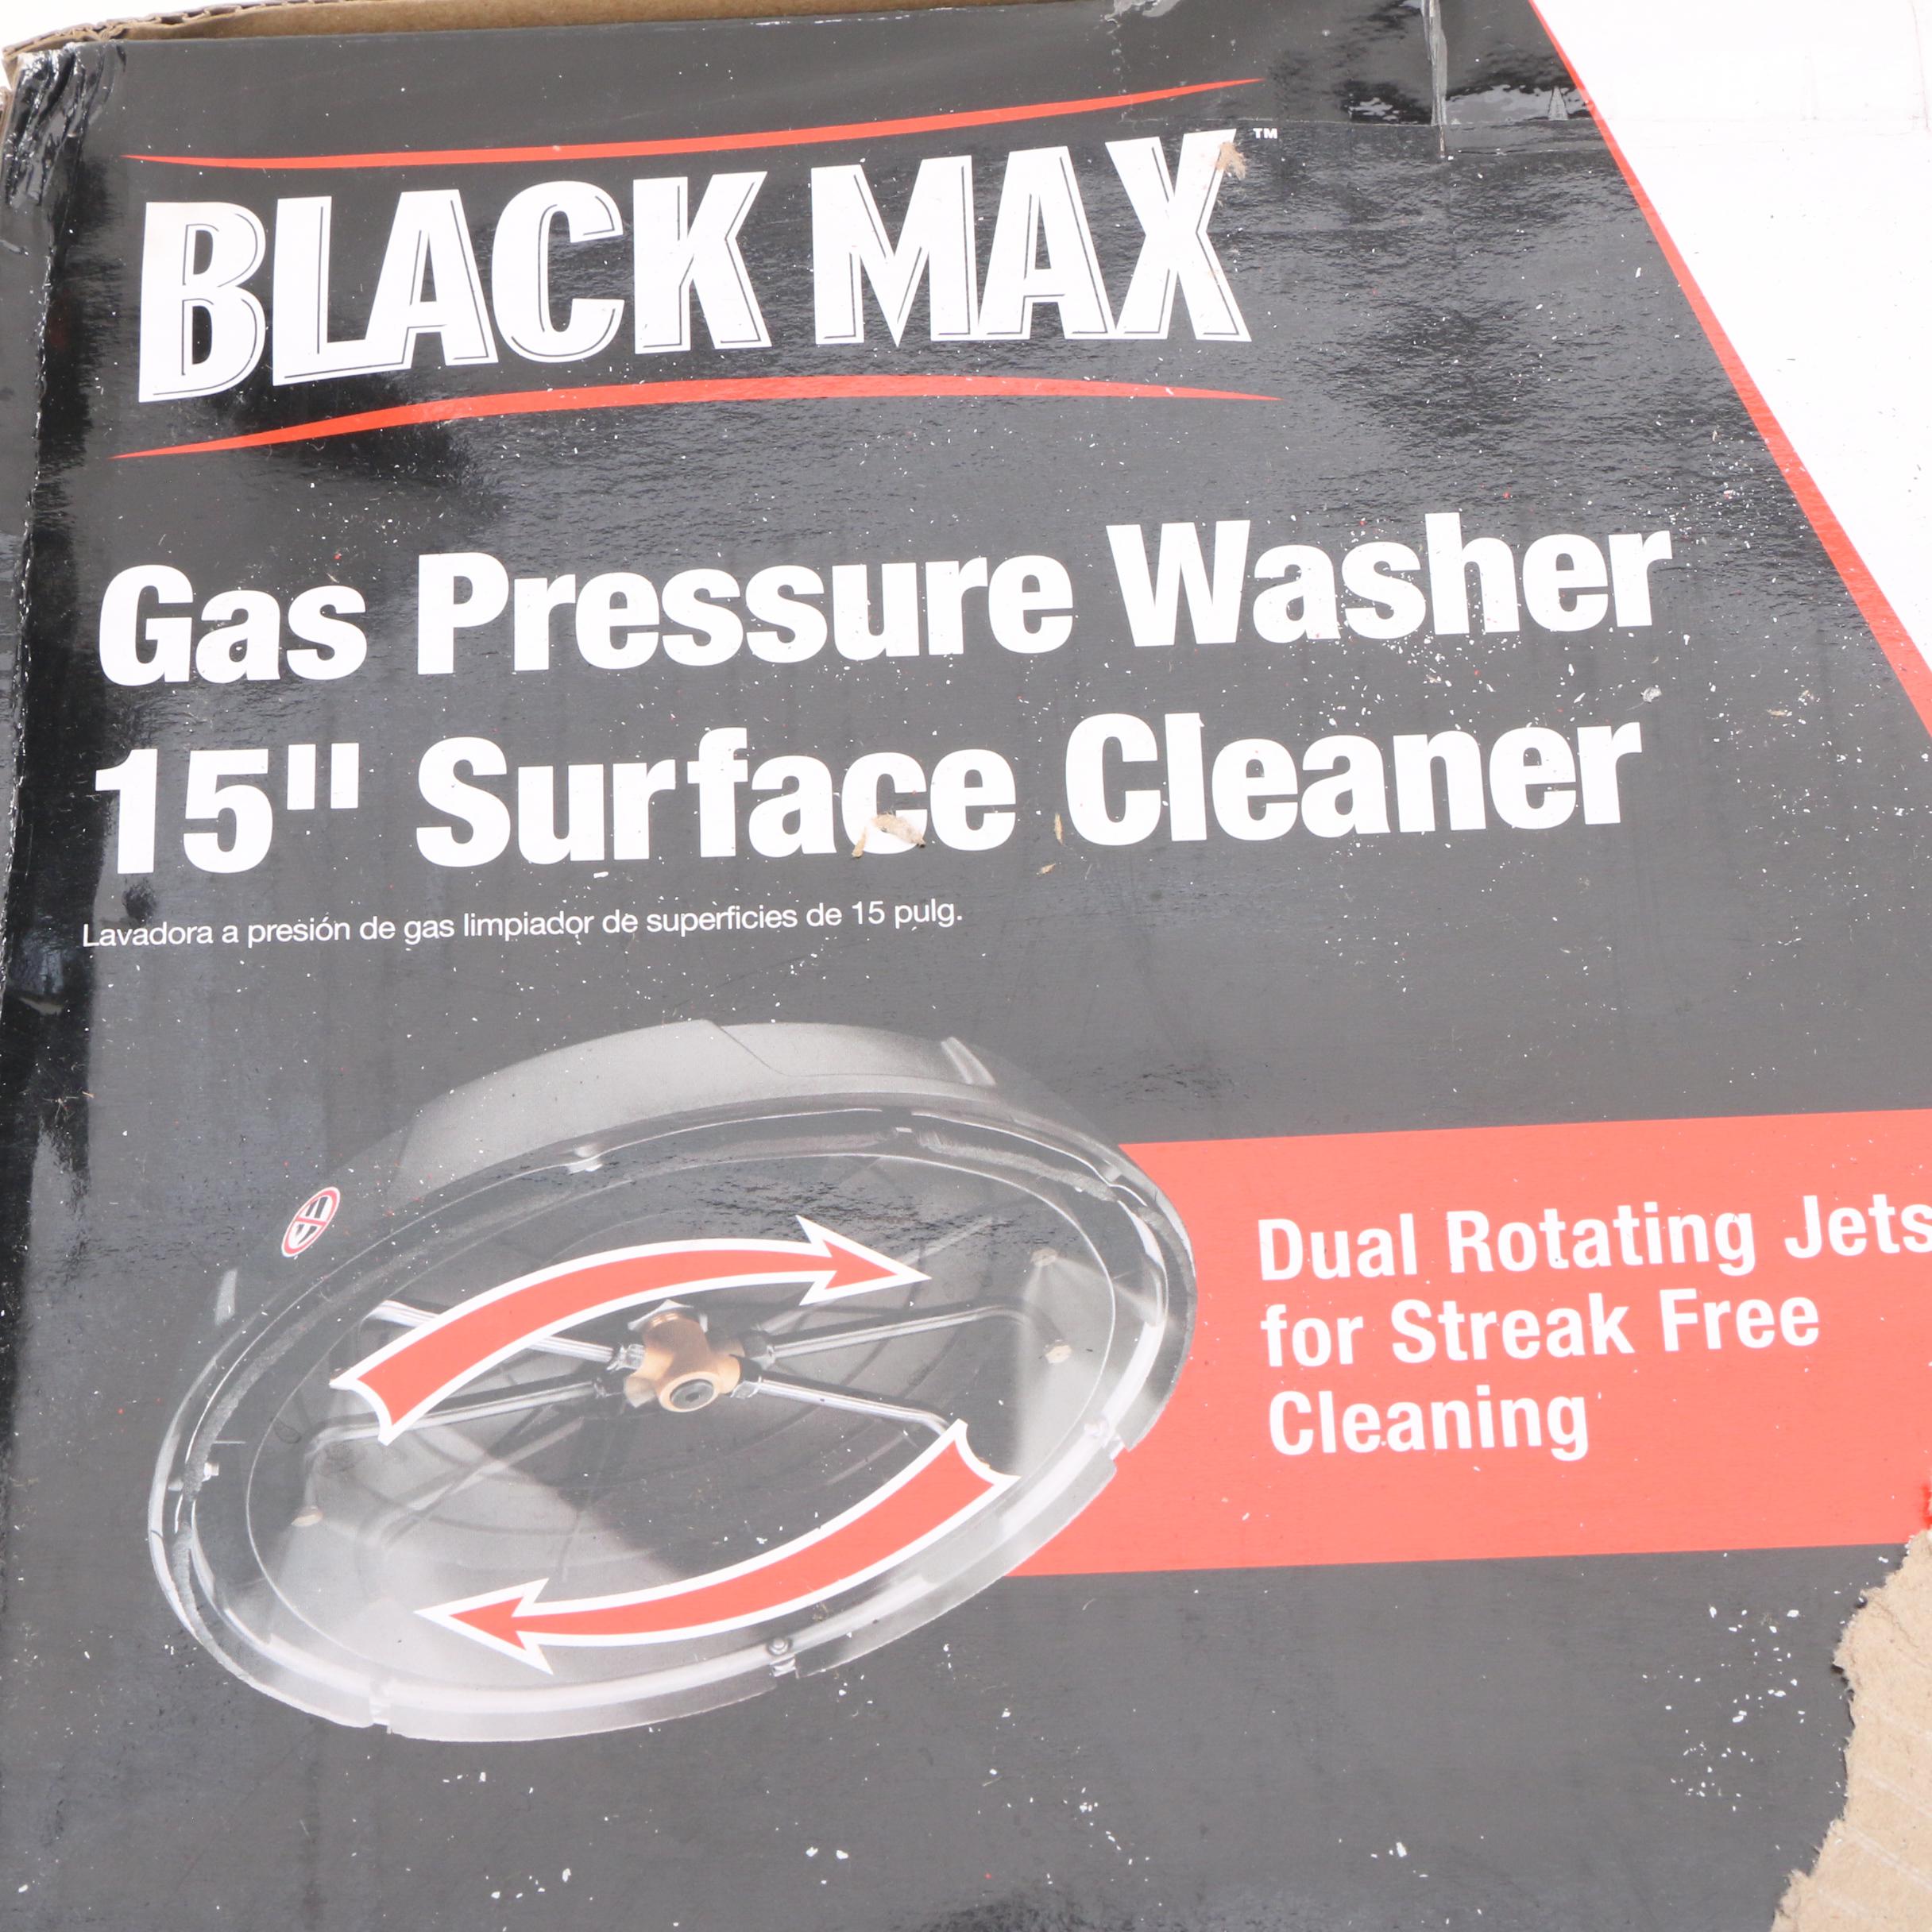 BLACK MAX™
Gas Pressure Washer
15" Surface Cleaner
Lavadora a presión de gas limpiador de superficies de 15 pulg.
Dual Rotating Jets
for Streak Free
Cleaning